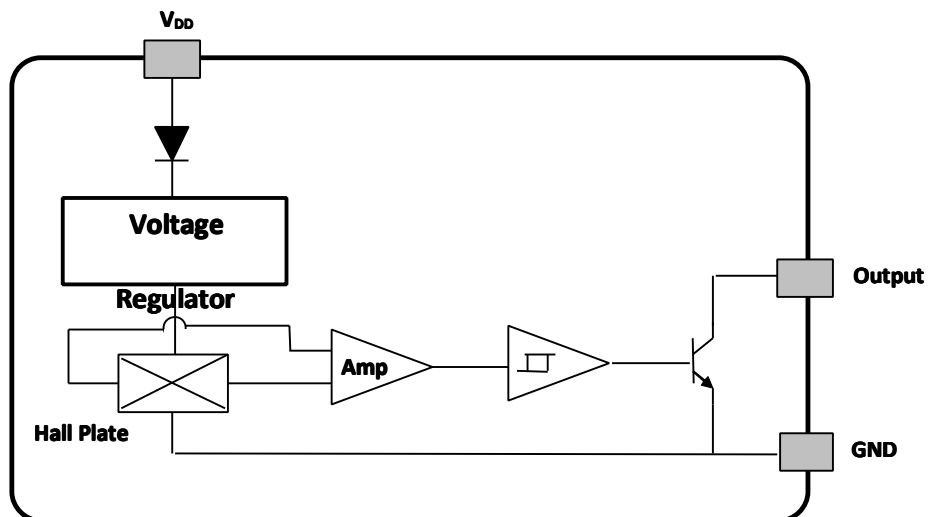 VDD
Voltage
Regulator
Output
Amp
Hall Plate
GND